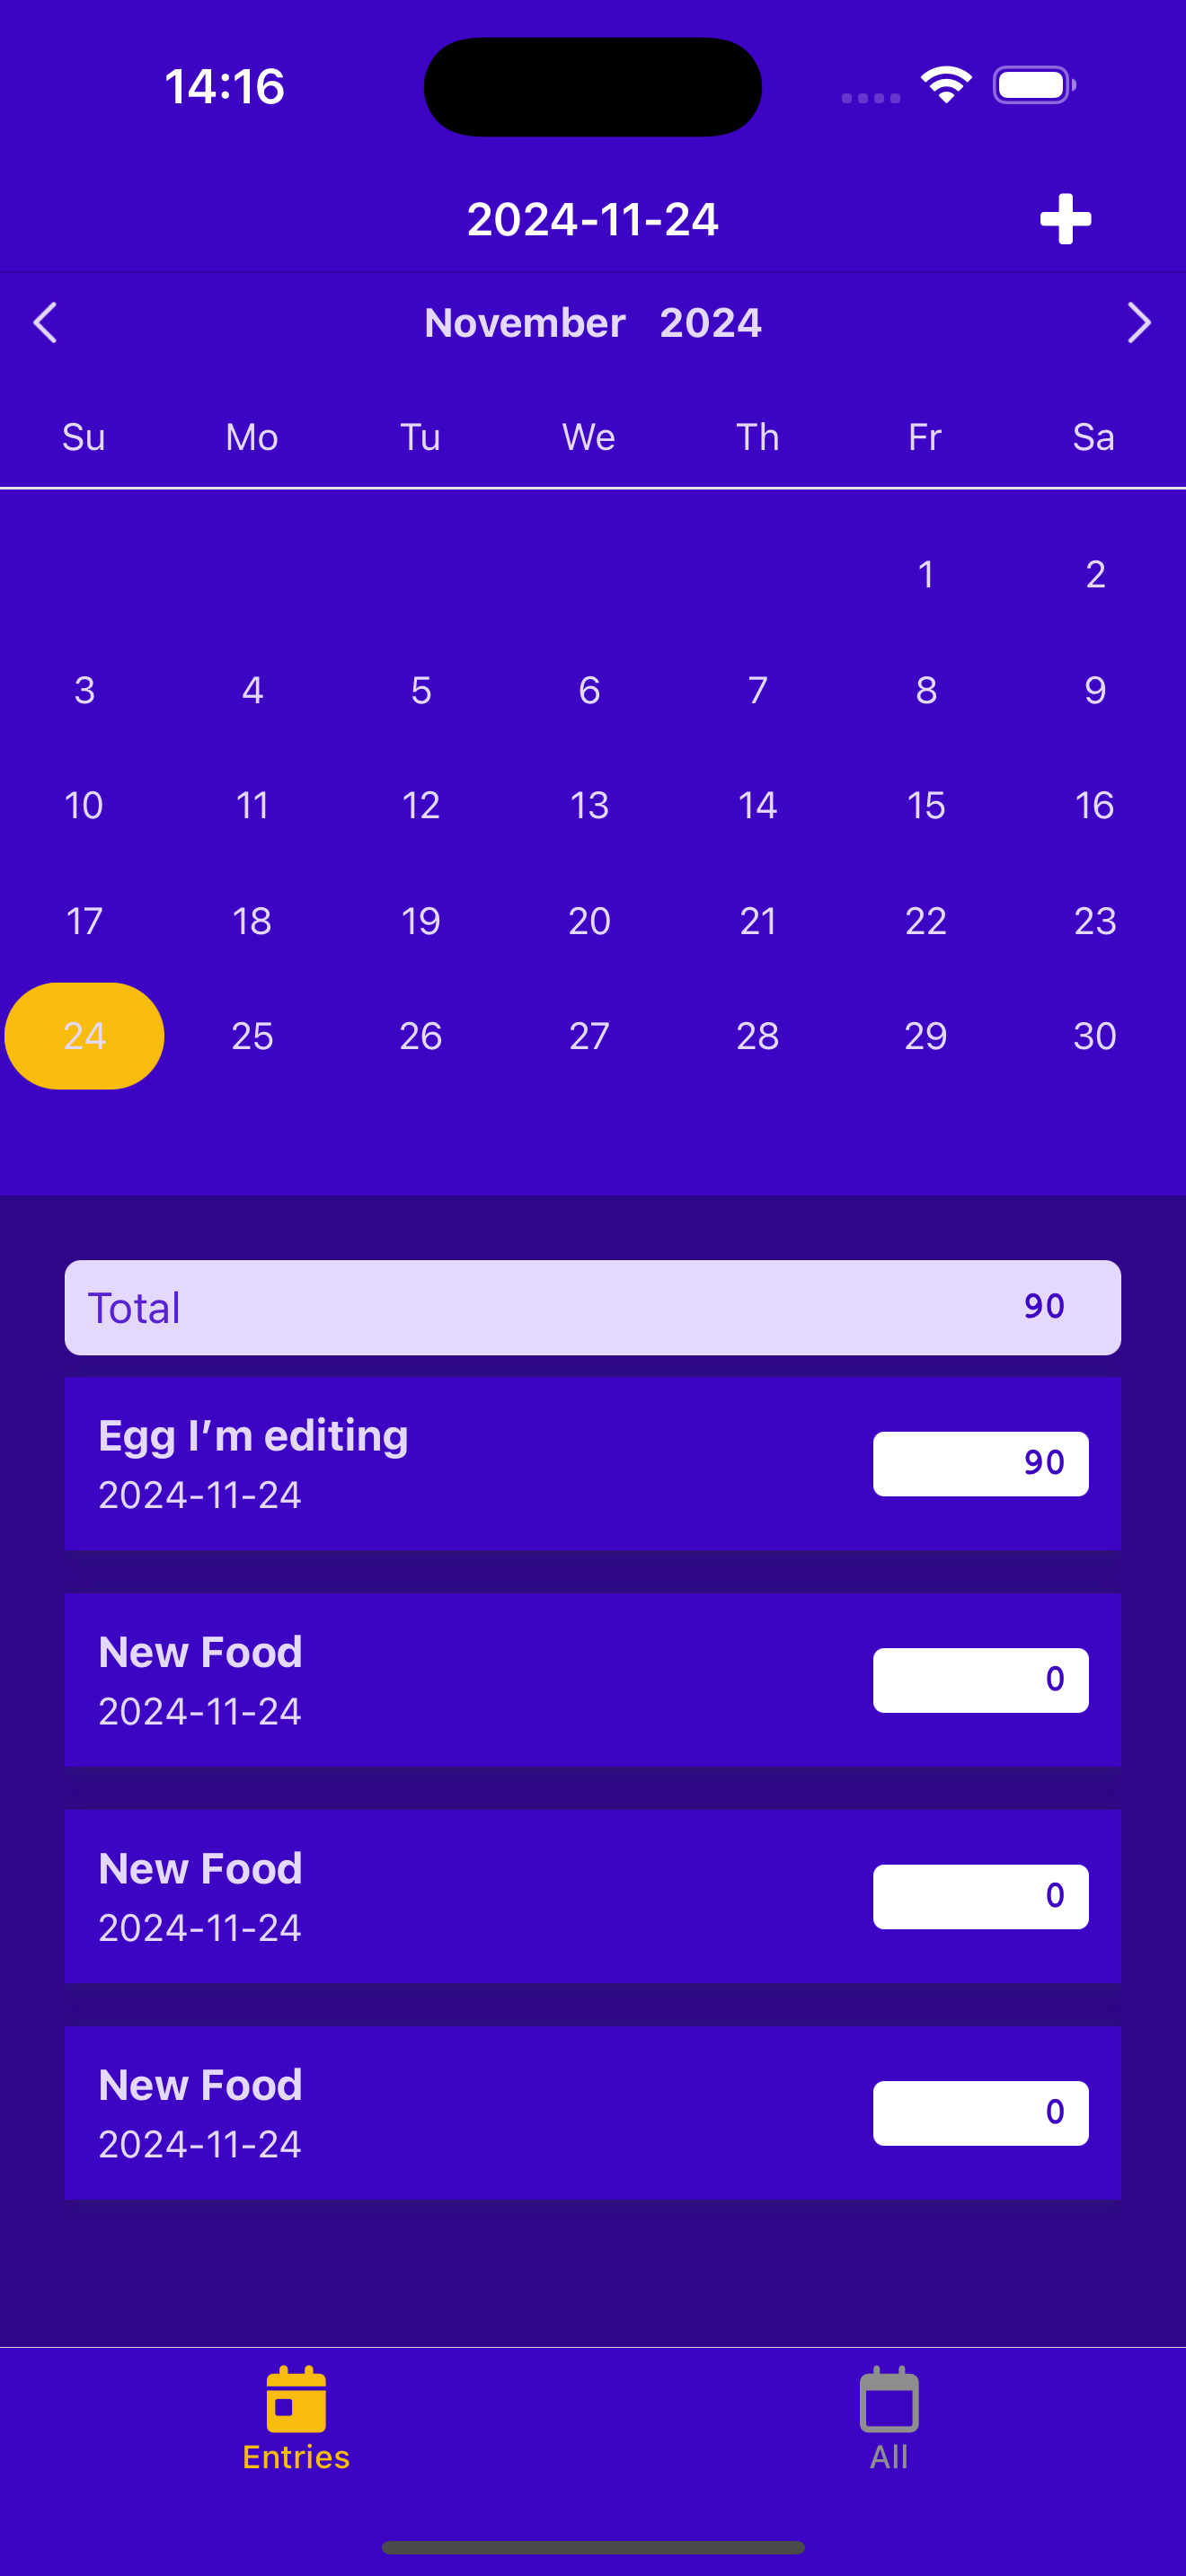 14:16
2024-11-24
November 2024
Su Mo Tu We Th Fr Sa
1 2
3 4 5 6 7 8 9
10 11 12 13 14 15 16
17 18 19 20 21 22 23
24 25 26 27 28 29 30
Total 90
Egg I’m editing
2024-11-24
90
New Food
2024-11-24
0
New Food
2024-11-24
0
New Food
2024-11-24
0
Entries All